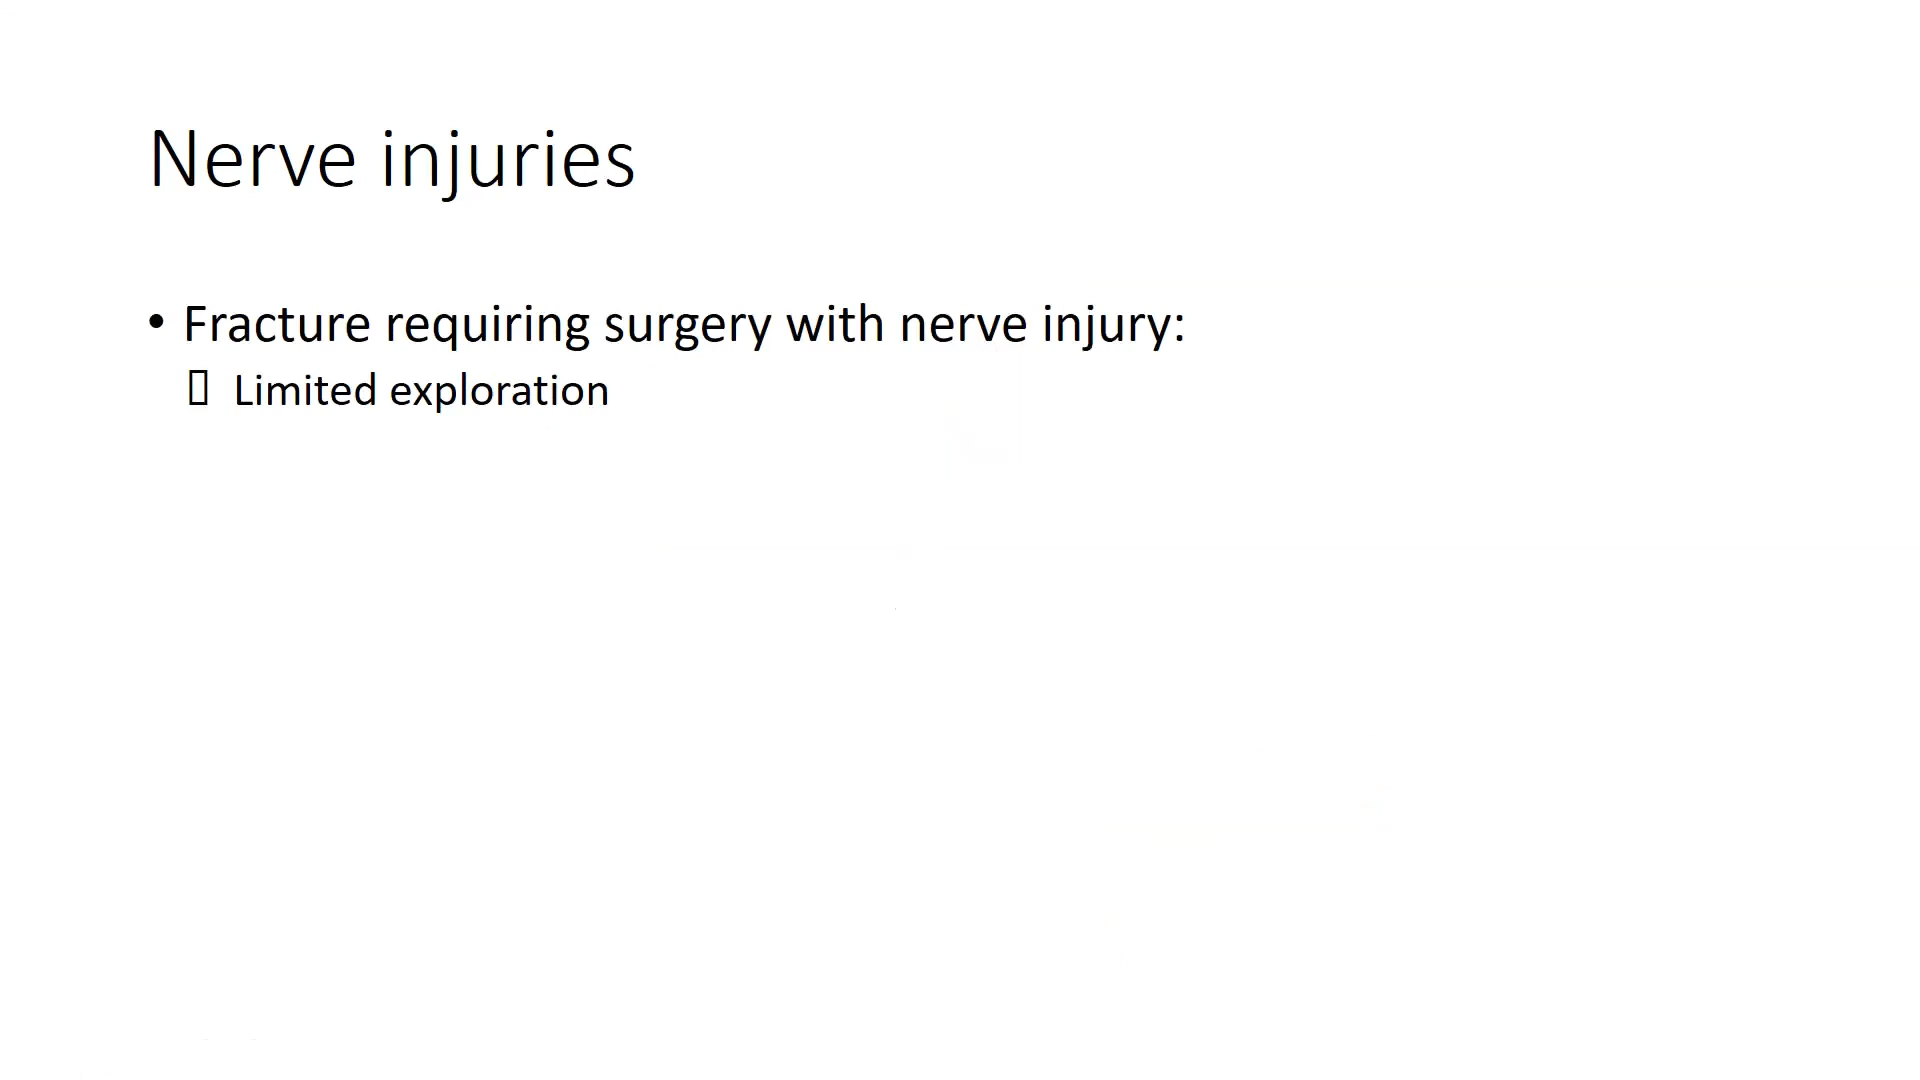 Nerve injuries
• Fracture requiring surgery with nerve injury:
▯ Limited exploration